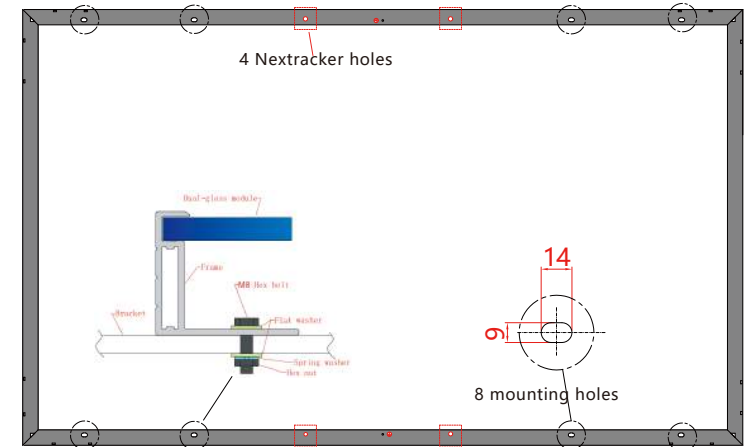 4 Nextracker holes
Daul-glass module
Frame
M8 Hex bolt
Bracket
Flat washer
Spring washer
Hex nut
14
9
8 mounting holes